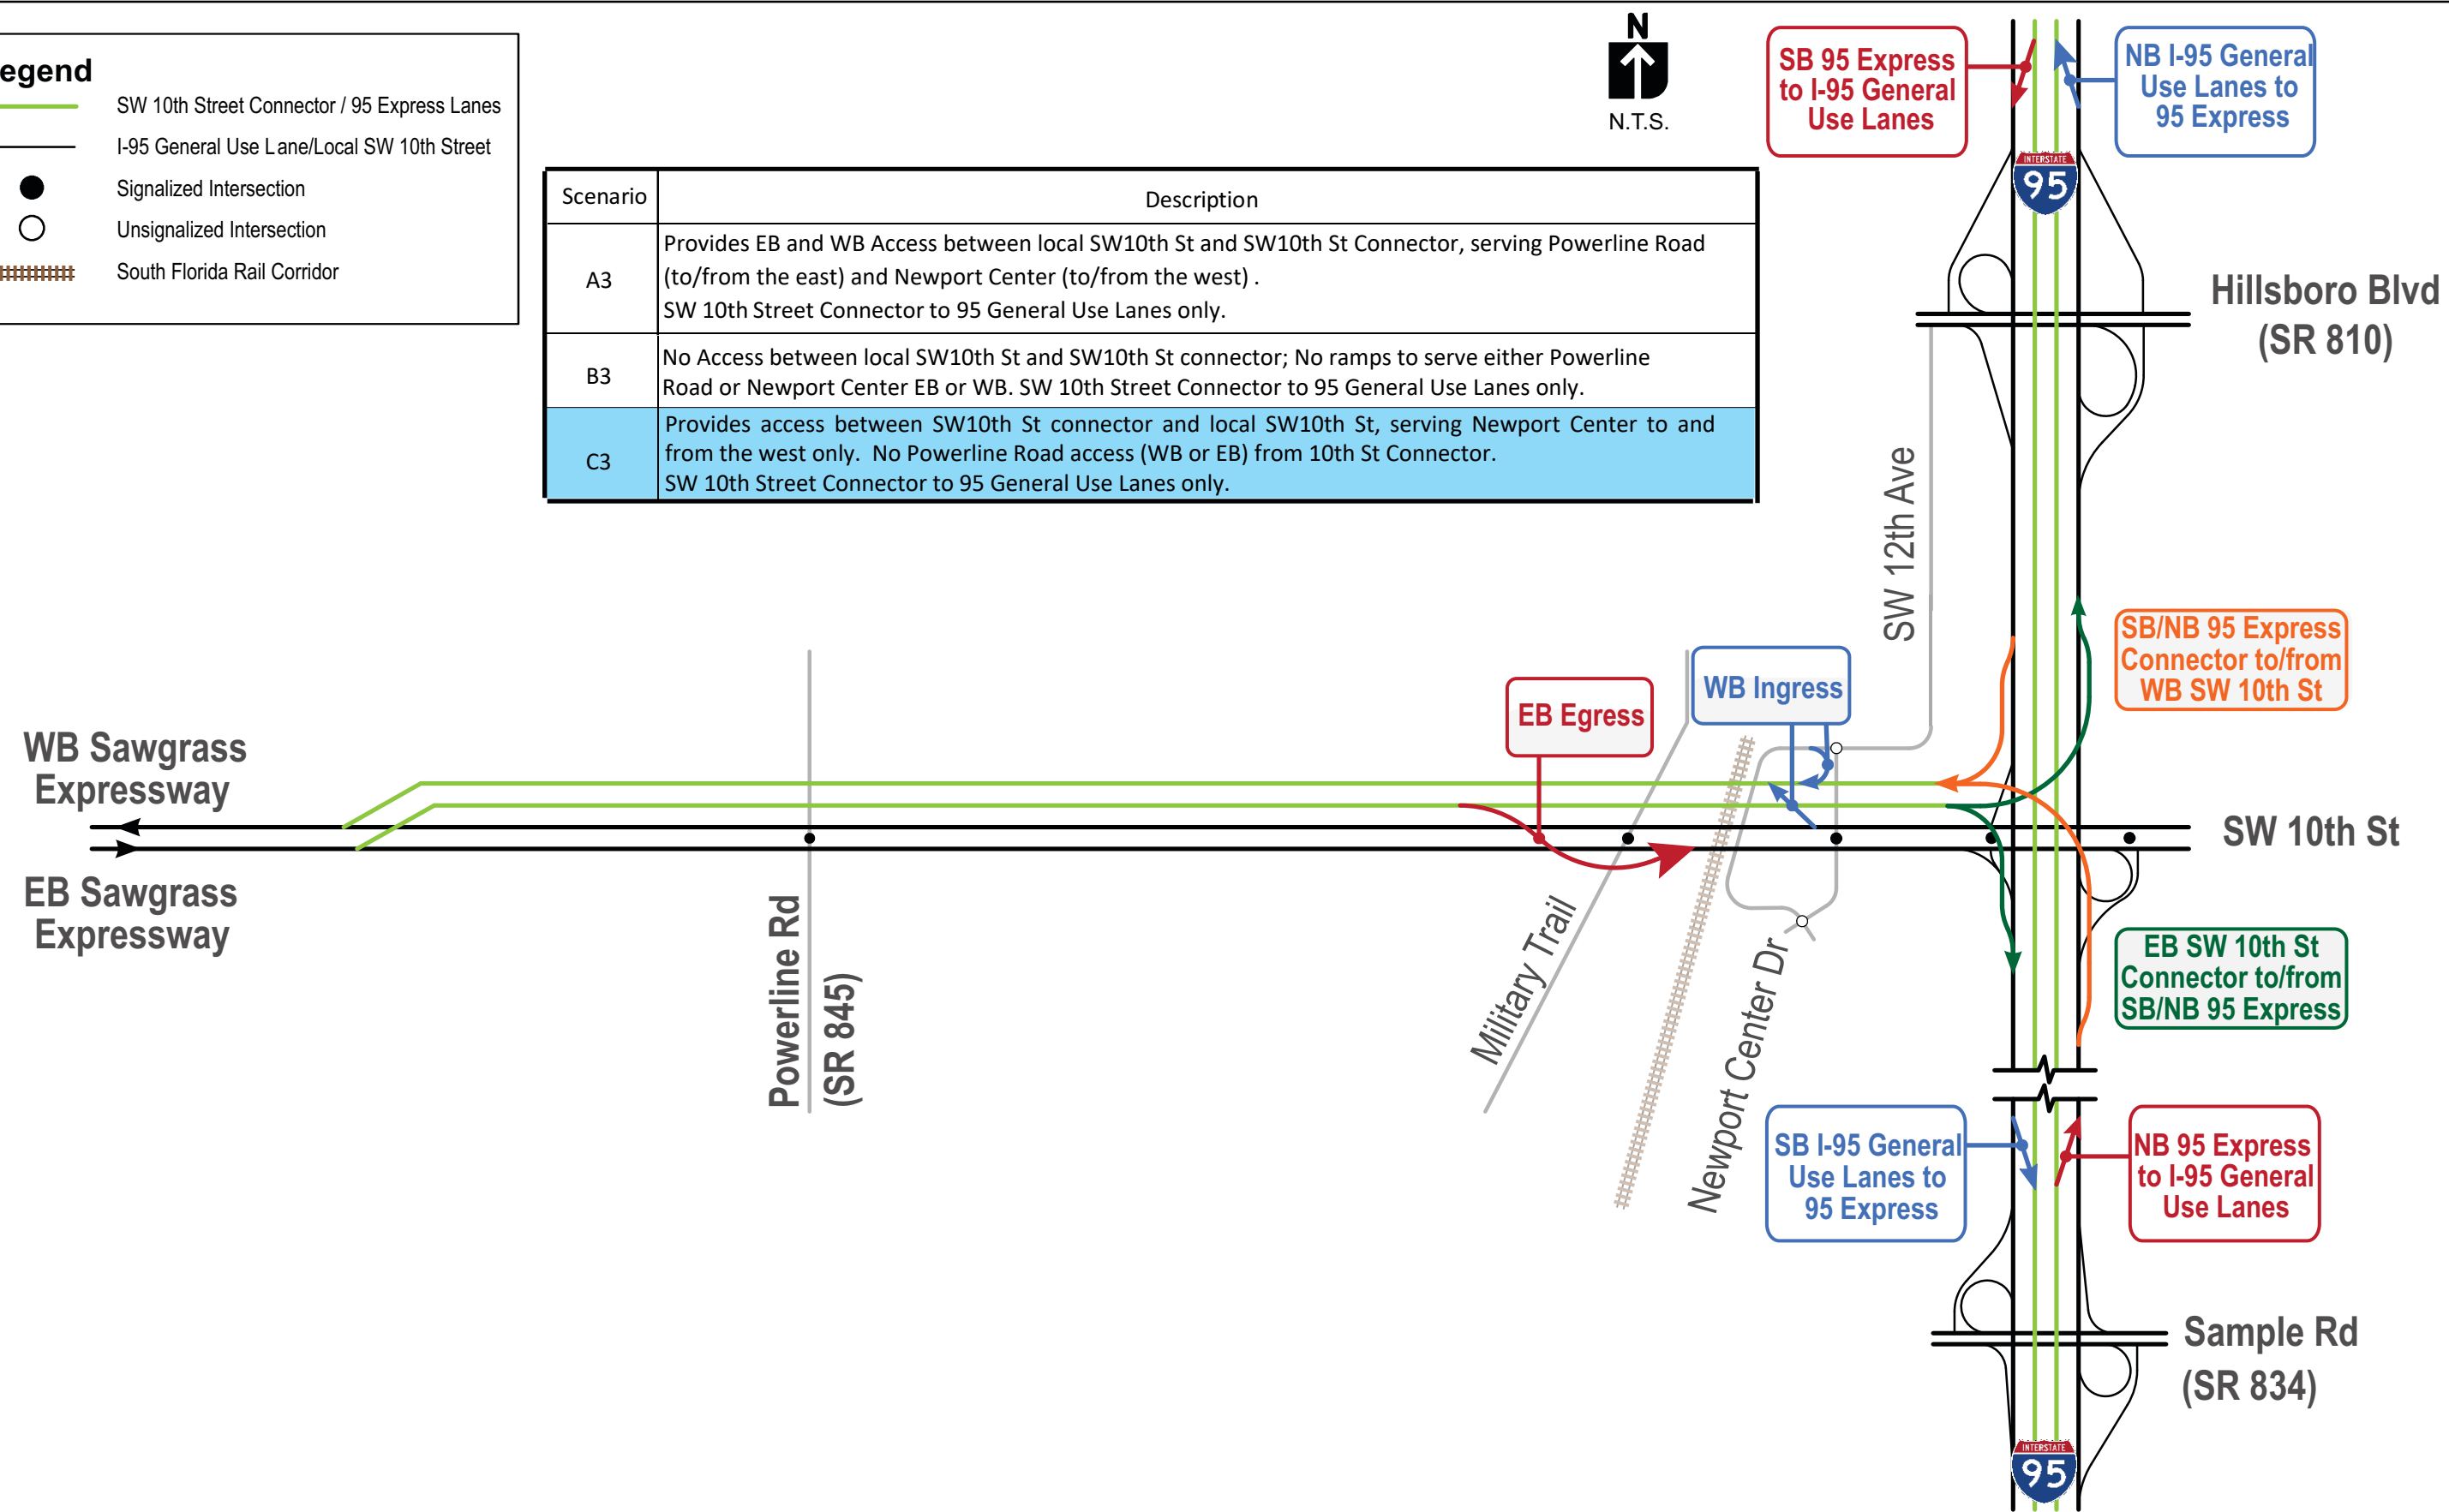 egend
SW 10th Street Connector / 95 Express Lanes
I-95 General Use Lane/Local SW 10th Street
Signalized Intersection
Unsignalized Intersection
South Florida Rail Corridor
N
N.T.S.
Scenario Description
A3
Provides EB and WB Access between local SW10th St and SW10th St Connector, serving Powerline Road
(to/from the east) and Newport Center (to/from the west) .
SW 10th Street Connector to 95 General Use Lanes only.
B3
No Access between local SW10th St and SW10th St connector; No ramps to serve either Powerline
Road or Newport Center EB or WB. SW 10th Street Connector to 95 General Use Lanes only.
C3
Provides access between SW10th St connector and local SW10th St, serving Newport Center to and
from the west only. No Powerline Road access (WB or EB) from 10th St Connector.
SW 10th Street Connector to 95 General Use Lanes only.
SB 95 Express
to I-95 General
Use Lanes
NB I-95 General
Use Lanes to
95 Express
INTERSTATE
95
Hillsboro Blvd
(SR 810)
SW 12th Ave
SB/NB 95 Express
Connector to/from
WB SW 10th St
WB Ingress
EB Egress
WB Sawgrass
Expressway
SW 10th St
EB Sawgrass
Expressway
Powerline Rd
(SR 845)
Military Trail
Newport Center Dr
EB SW 10th St
Connector to/from
SB/NB 95 Express
SB I-95 General
Use Lanes to
95 Express
NB 95 Express
to I-95 General
Use Lanes
Sample Rd
(SR 834)
INTERSTATE
95